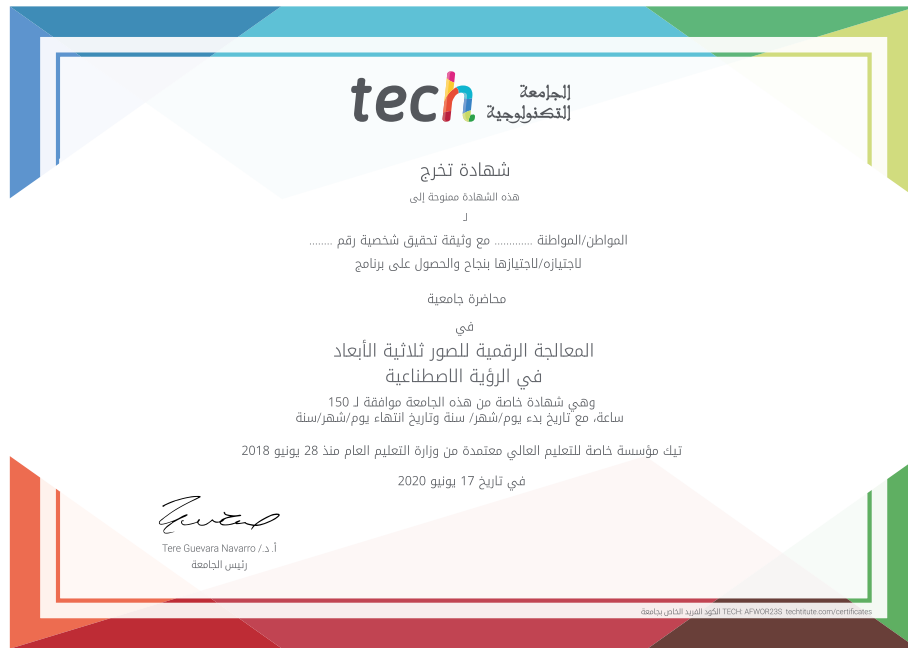 tech الجامعة
التكنولوجية
شهادة تخرج
هذه الشهادة ممنوحة إلى
لـ
المواطن/المواطنة ............. مع وثيقة تحقيق شخصية رقم ........
لاجتيازه/لاجتيازها بنجاح والحصول على برنامج
محاضرة جامعية
في
المعالجة الرقمية للصور ثلاثية الأبعاد
في الرؤية الاصطناعية
وهي شهادة خاصة من هذه الجامعة موافقة لـ 150
ساعة، مع تاريخ بدء يوم/شهر/ سنة وتاريخ انتهاء يوم/شهر/سنة
تيك مؤسسة خاصة للتعليم العالي معتمدة من وزارة التعليم العام منذ 28 يونيو 2018
في تاريخ 17 يونيو 2020
أ.د./ Tere Guevara Navarro
رئيس الجامعة
الكود الفريد الخاص بجامعة TECH: AFWOR23S techtitute.com/certificates